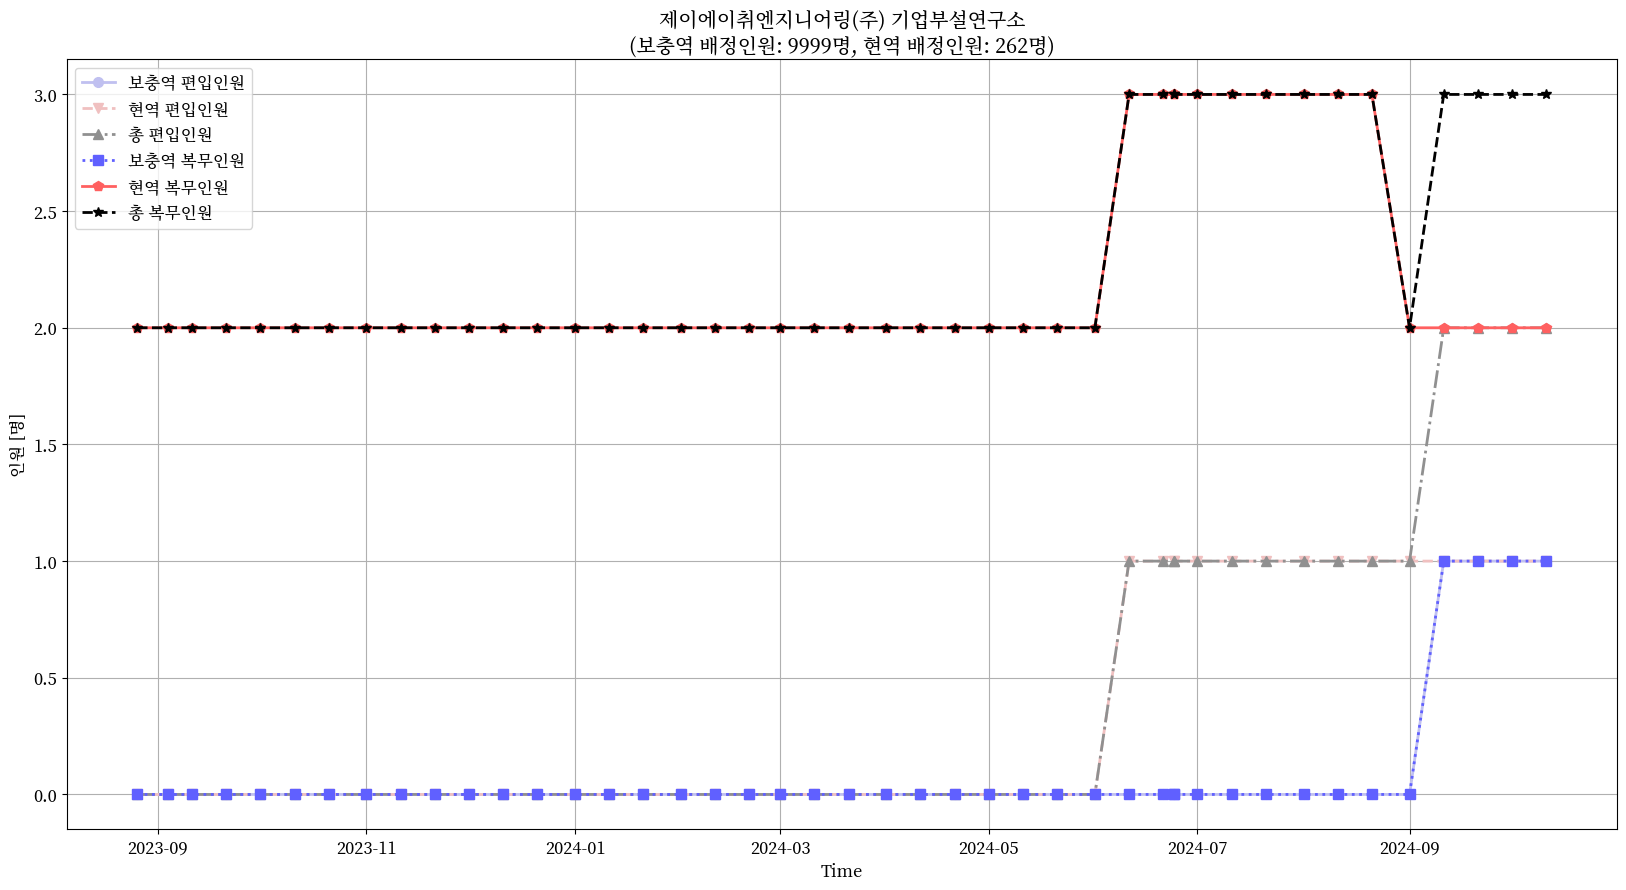 제이에이취엔지니어링(주) 기업부설연구소
(보충역 배정인원: 9999명, 현역 배정인원: 262명)
보충역 편입인원
현역 편입인원
총 편입인원
보충역 복무인원
현역 복무인원
총 복무인원
3.0
2.5
2.0
1.5
1.0
0.5
0.0
인원 [명]
2023-09
2023-11
2024-01
2024-03
2024-05
2024-07
2024-09
Time